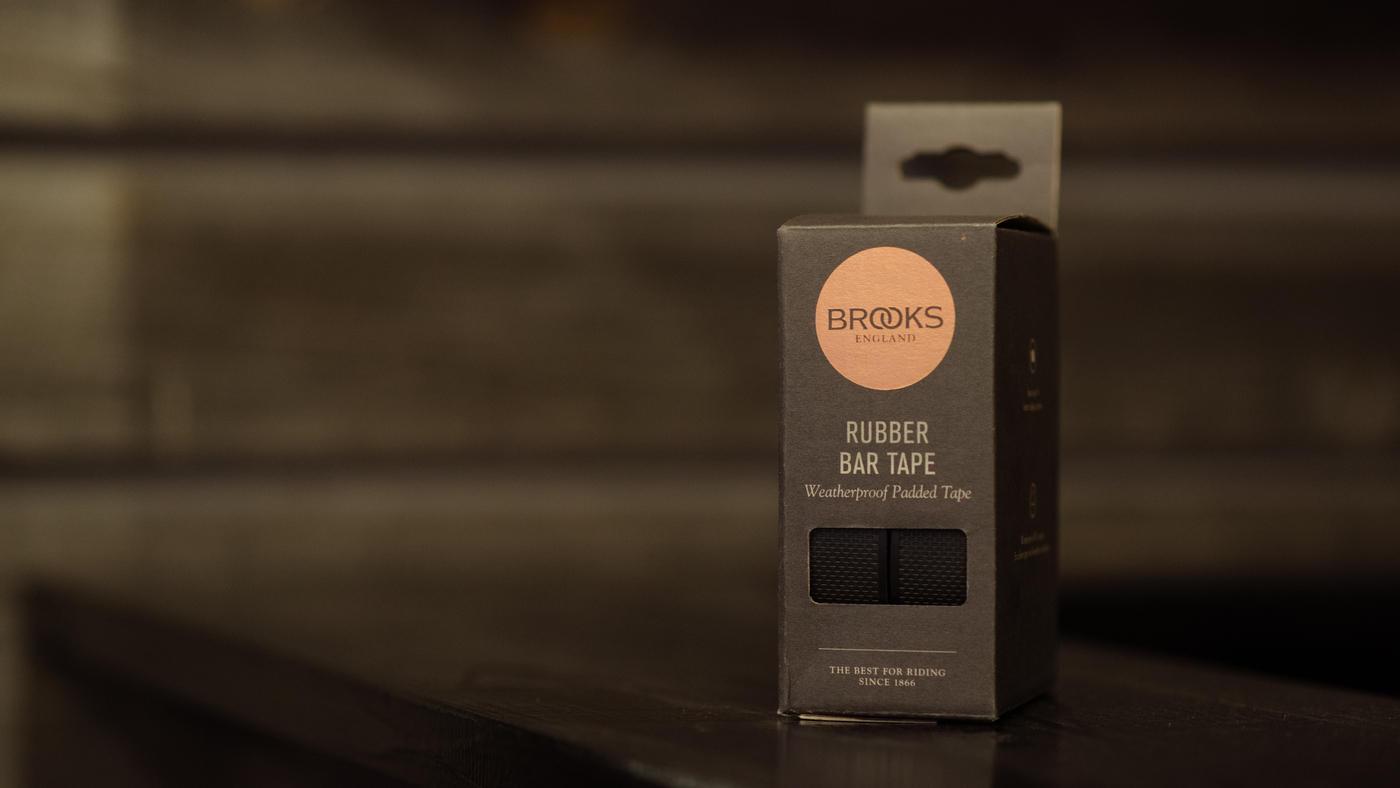 BROOKS
ENGLAND
RUBBER
BAR TAPE
Weatherproof Padded Tape
THE BEST FOR RIDING
SINCE 1866